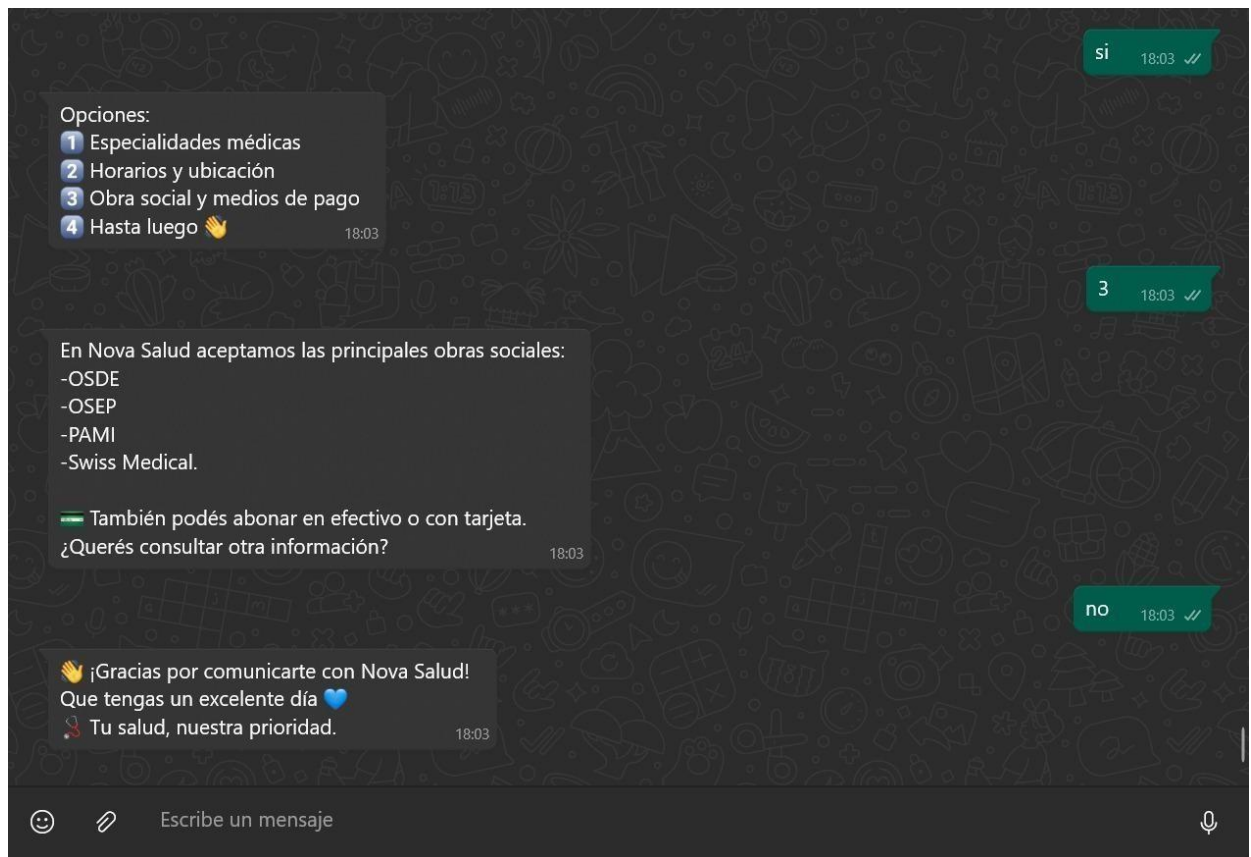 si
18:03
Opciones:
1️⃣ Especialidades médicas
2️⃣ Horarios y ubicación
3️⃣ Obra social y medios de pago
4️⃣ Hasta luego 👋
18:03
3
18:03
En Nova Salud aceptamos las principales obras sociales:
-OSDE
-OSEP
-PAMI
-Swiss Medical.
💳 También podés abonar en efectivo o con tarjeta.
¿Querés consultar otra información?
18:03
no
18:03
👋 ¡Gracias por comunicarte con Nova Salud!
Que tengas un excelente día 💙
🩺 Tu salud, nuestra prioridad.
18:03
Escribe un mensaje